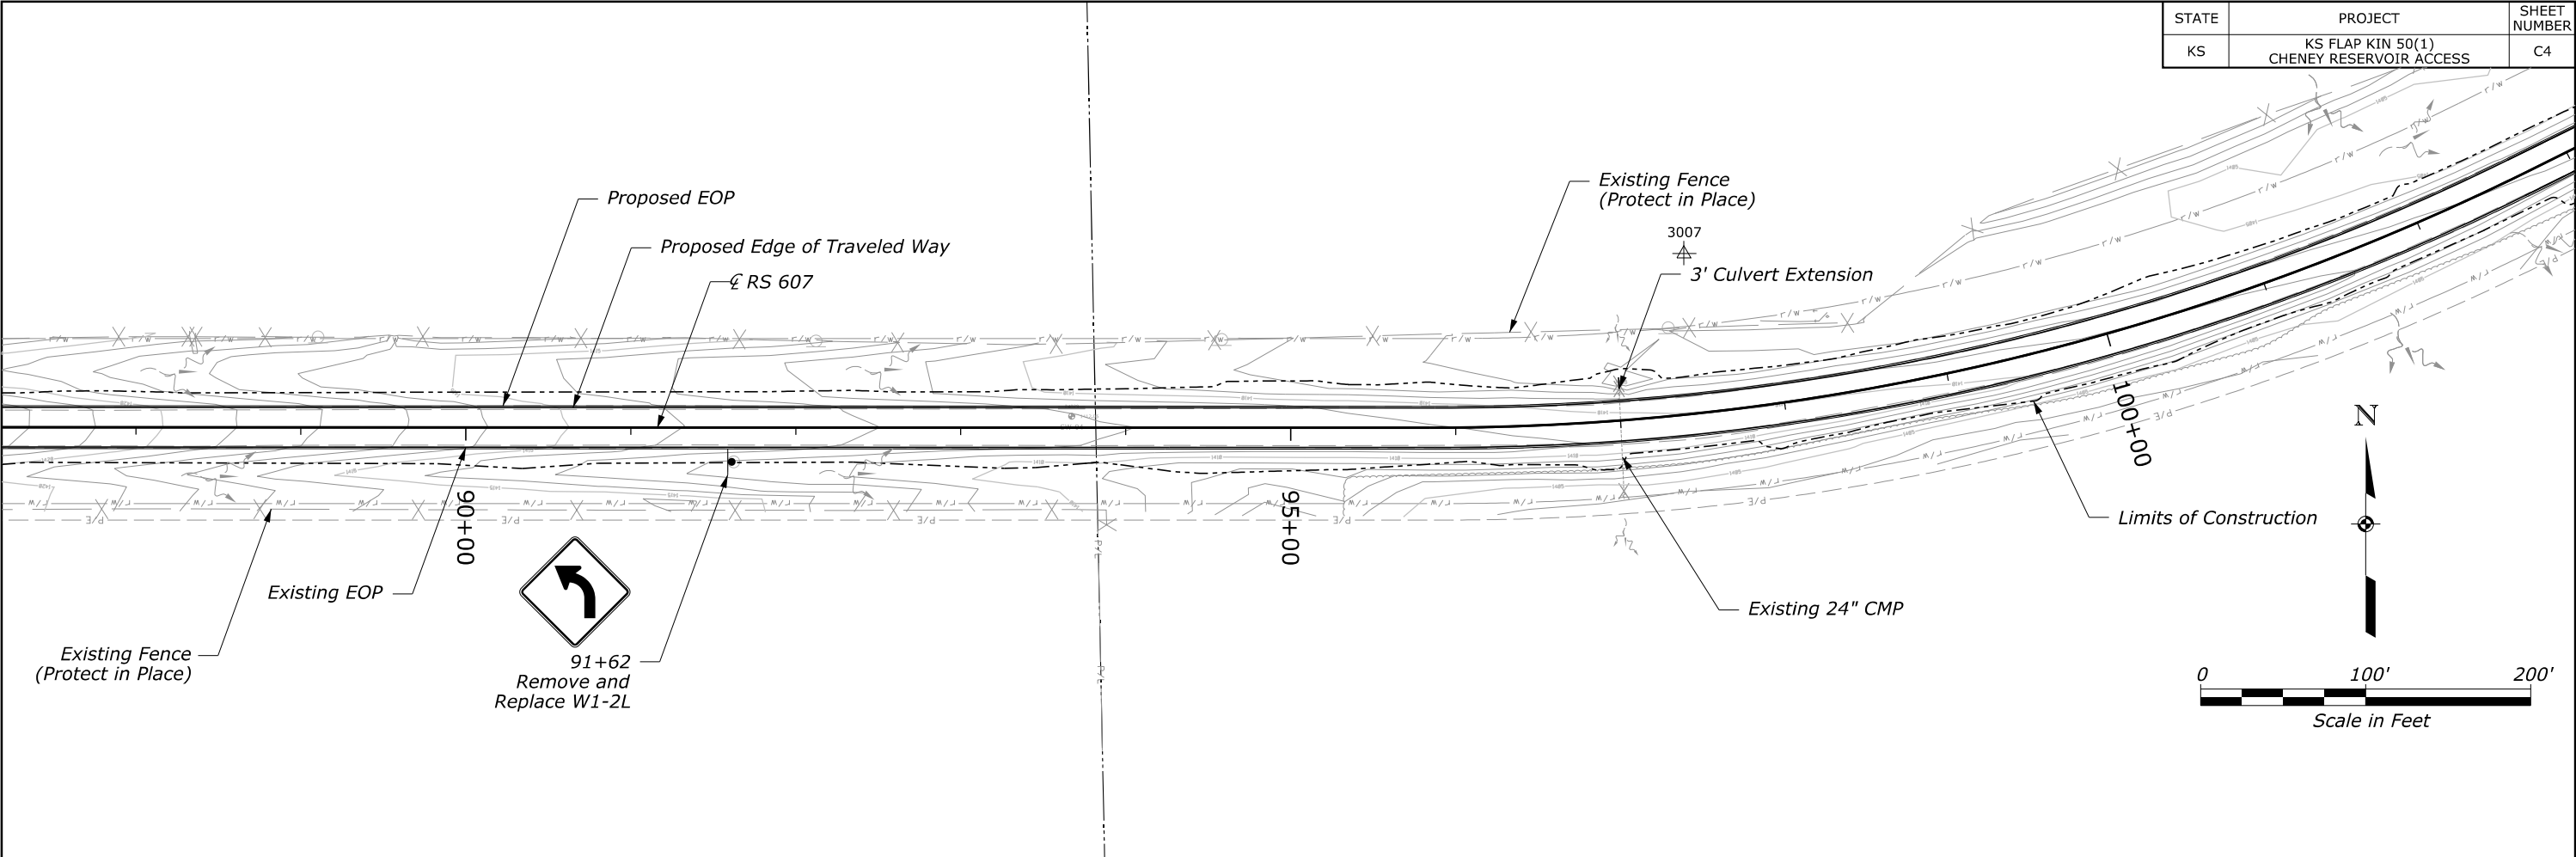 STATE PROJECT SHEET NUMBER
KS KS FLAP KIN 50(1) CHENEY RESERVOIR ACCESS C4
Proposed EOP
Proposed Edge of Traveled Way
℄ RS 607
Existing Fence
(Protect in Place)
3007
3' Culvert Extension
90+00
95+00
100+00
N
Limits of Construction
Existing EOP
Existing 24" CMP
Existing Fence
(Protect in Place)
91+62
Remove and
Replace W1-2L
0 100' 200'
Scale in Feet
r/w r/w r/w r/w r/w r/w r/w r/w r/w r/w r/w r/w r/w r/w r/w r/w r/w r/w
P/E P/E P/E P/E P/E P/E P/E
P/L
P/L